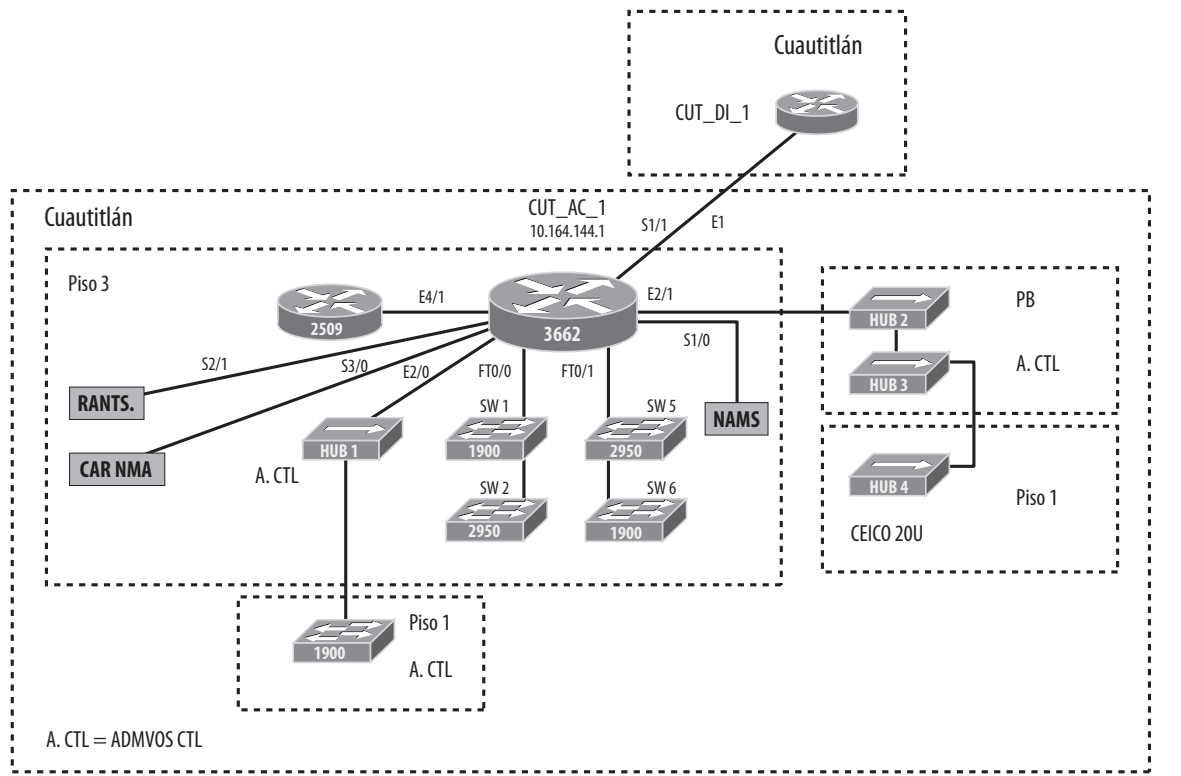 Cuautitlán
CUT_DI_1
Cuautitlán
CUT_AC_1
10.164.144.1
S1/1
E1
Piso 3
2509
E4/1
3662
E2/1
S1/0
S2/1
S3/0
E2/0
FT0/0
FT0/1
RANTS.
CAR NMA
HUB 1
A. CTL
SW 1
1900
SW 2
2950
SW 5
2950
SW 6
1900
NAMS
HUB 2
PB
HUB 3
A. CTL
HUB 4
Piso 1
CEICO 20U
Piso 1
1900
A. CTL
A. CTL = ADMVOS CTL